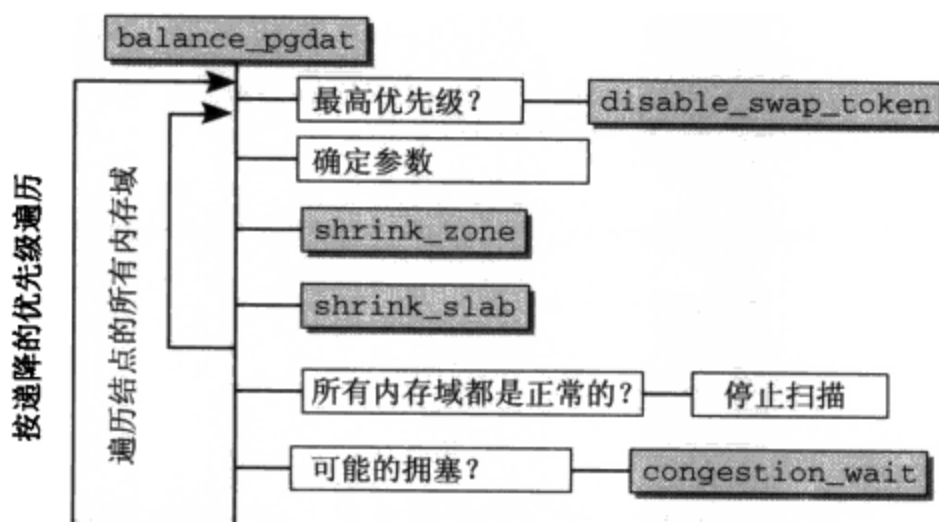 balance_pgdat
最高优先级?
disable_swap_token
确定参数
shrink_zone
shrink_slab
所有内存域都是正常的?
停止扫描
可能的拥塞?
congestion_wait
按递降的优先级遍历
遍历结点的所有内存域